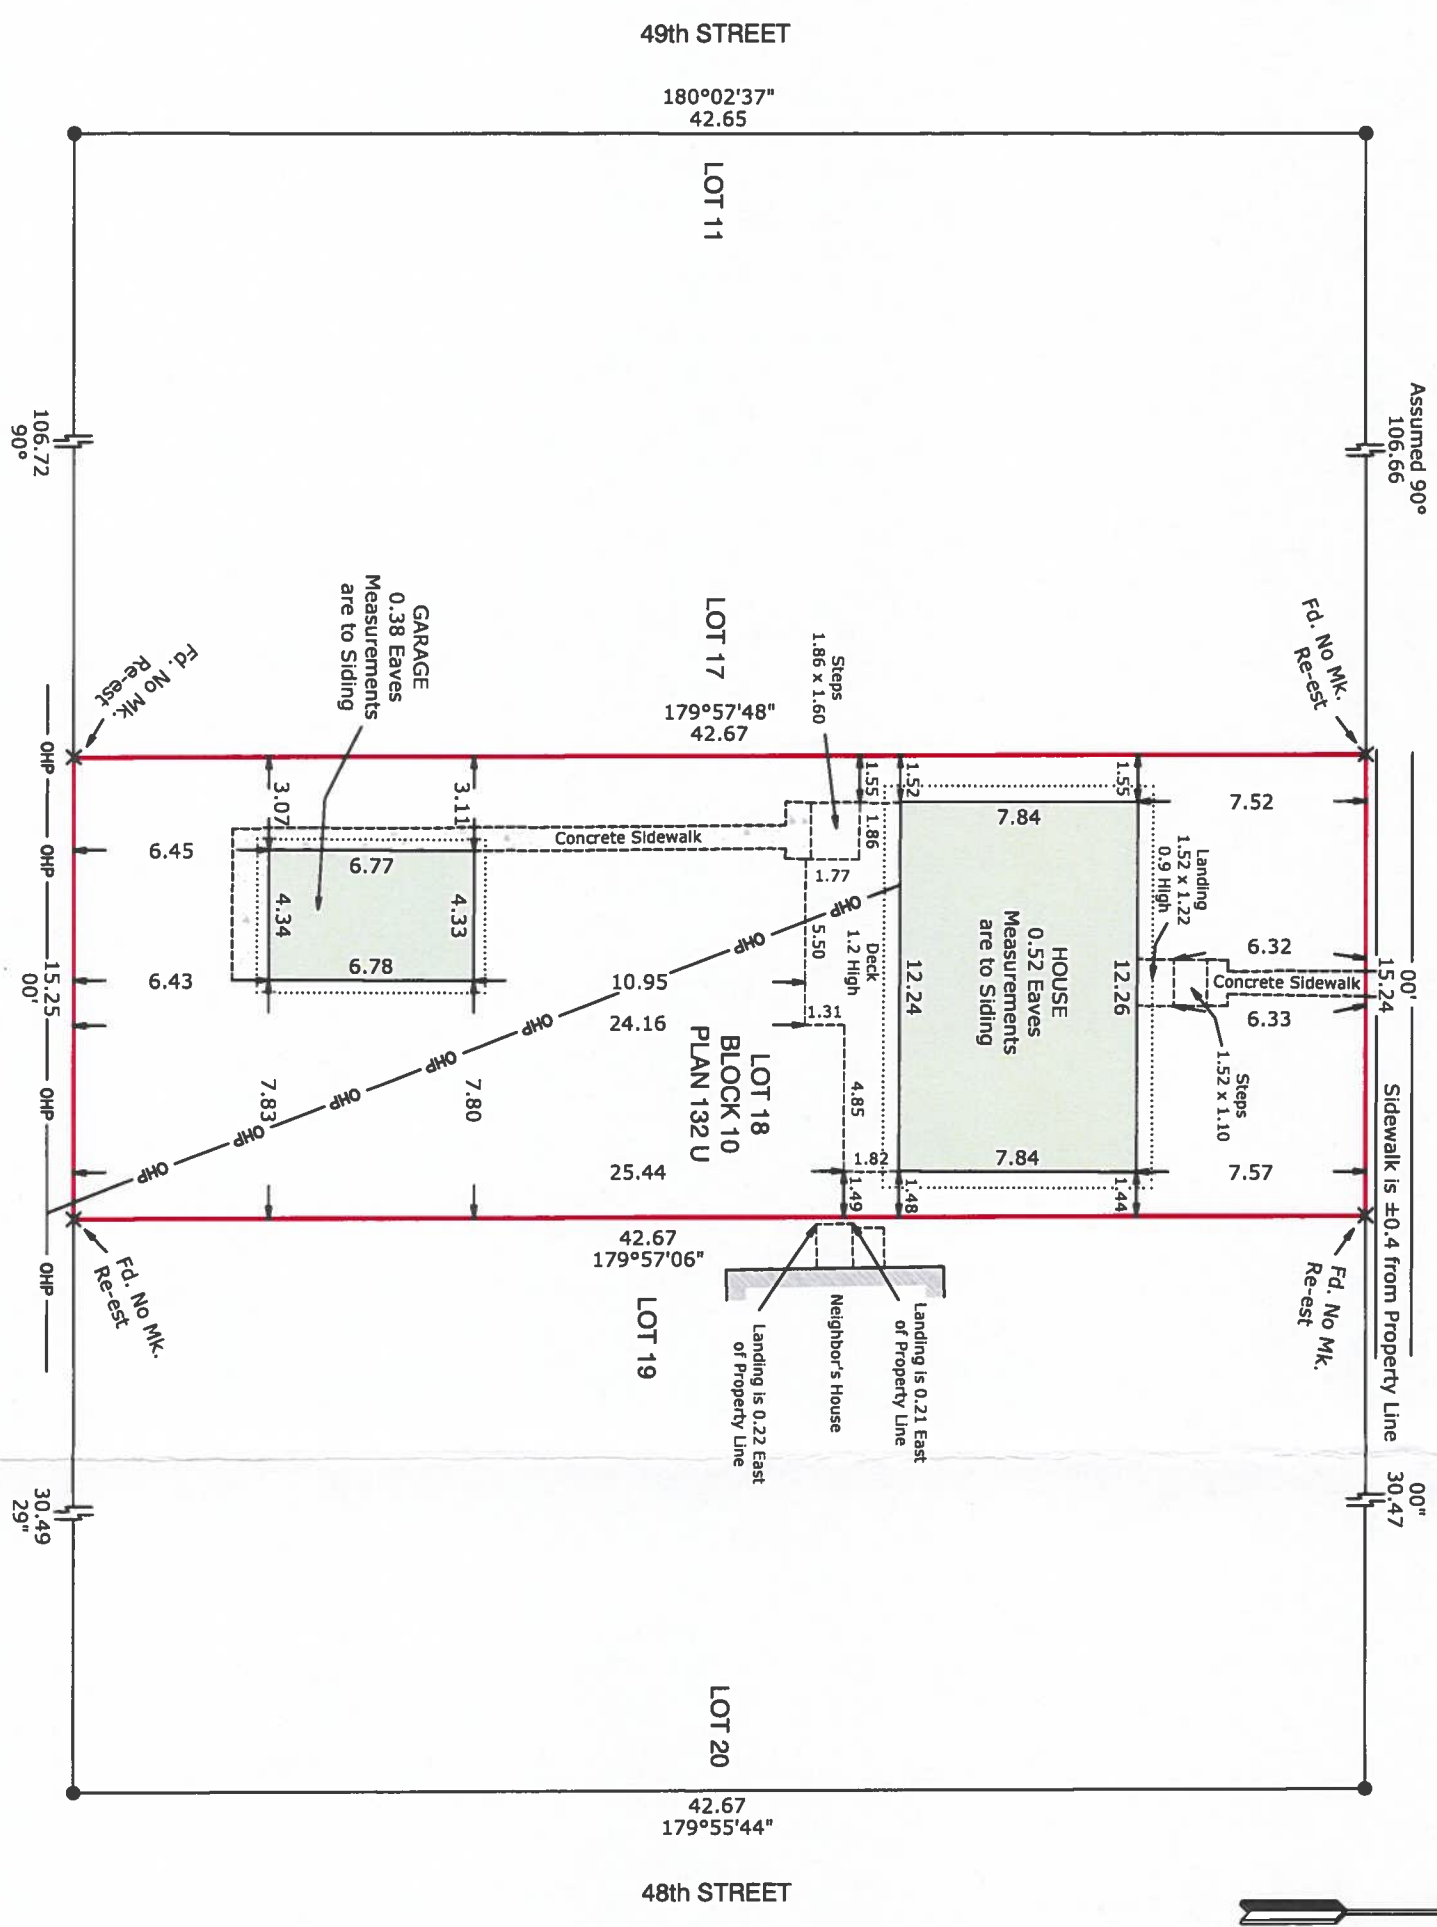 49th STREET
180°02'37"
42.65
LOT 11
Assumed 90°
106.66
106.72
90°
Fd. No Mk.
Re-est
Fd. No Mk.
Re-est
LOT 17
179°57'48"
42.67
GARAGE
0.38 Eaves
Measurements
are to Siding
Steps
1.86 x 1.60
3.07
3.11
1.55
1.52
1.55
7.52
7.84
1.86
Concrete Sidewalk
6.45
6.77
1.77
Landing
1.52 x 1.22
0.9 High
4.34
4.33
OHP
OHP
5.50
Deck
1.2 High
HOUSE
0.52 Eaves
Measurements
are to Siding
12.24
12.26
6.32
Concrete Sidewalk
6.33
00'
15.24
15.25
00'
6.43
6.78
10.95
24.16
1.31
OHP
OHP
OHP
OHP
OHP
LOT 18
BLOCK 10
PLAN 132 U
Steps
1.52 x 1.10
4.85
7.83
7.80
25.44
1.82
7.84
7.57
1.49
1.48
1.44
OHP
OHP
OHP
OHP
Sidewalk is ±0.4 from Property Line
42.67
179°57'06"
Fd. No Mk.
Re-est
Fd. No Mk.
Re-est
LOT 19
Landing is 0.21 East
of Property Line
Neighbor's House
Landing is 0.22 East
of Property Line
00"
30.47
30.49
29"
LOT 20
42.67
179°55'44"
48th STREET